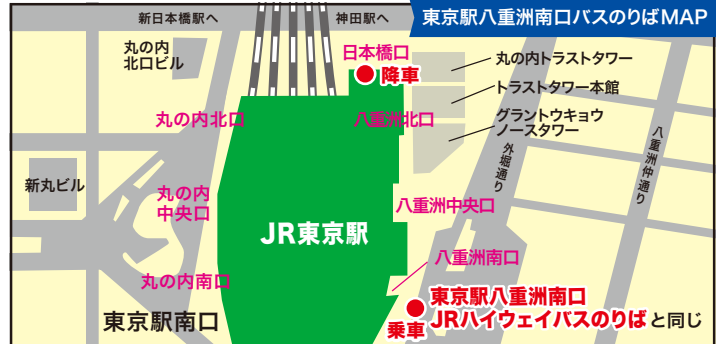 新日本橋駅へ
神田駅へ
東京駅八重洲南口バスのりばMAP
丸の内
北口ビル
日本橋口
降車
丸の内トラストタワー
トラストタワー本館
グラントウキョウ
ノースタワー
丸の内北口
八重洲北口
外堀通り
八重洲仲通り
新丸ビル
丸の内
中央口
八重洲中央口
JR東京駅
八重洲南口
丸の内南口
東京駅南口
乗車
東京駅八重洲南口
JRハイウェイバスのりばと同じ